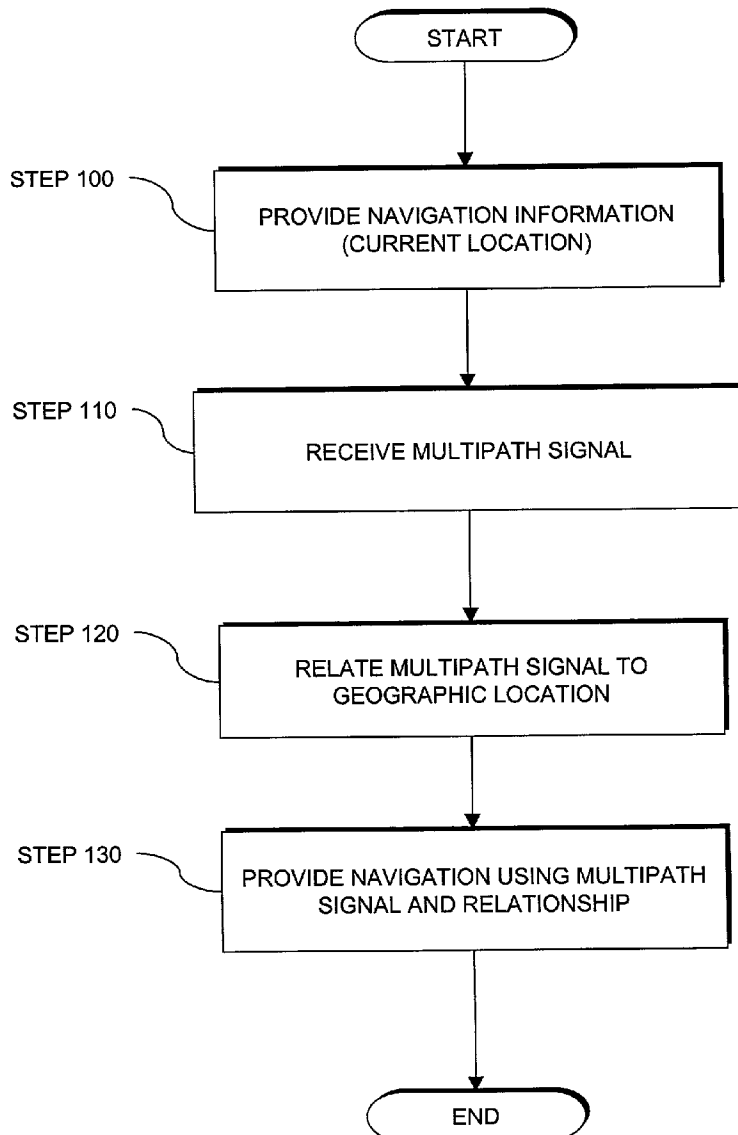 START
STEP 100
PROVIDE NAVIGATION INFORMATION
(CURRENT LOCATION)
STEP 110
RECEIVE MULTIPATH SIGNAL
STEP 120
RELATE MULTIPATH SIGNAL TO
GEOGRAPHIC LOCATION
STEP 130
PROVIDE NAVIGATION USING MULTIPATH
SIGNAL AND RELATIONSHIP
END